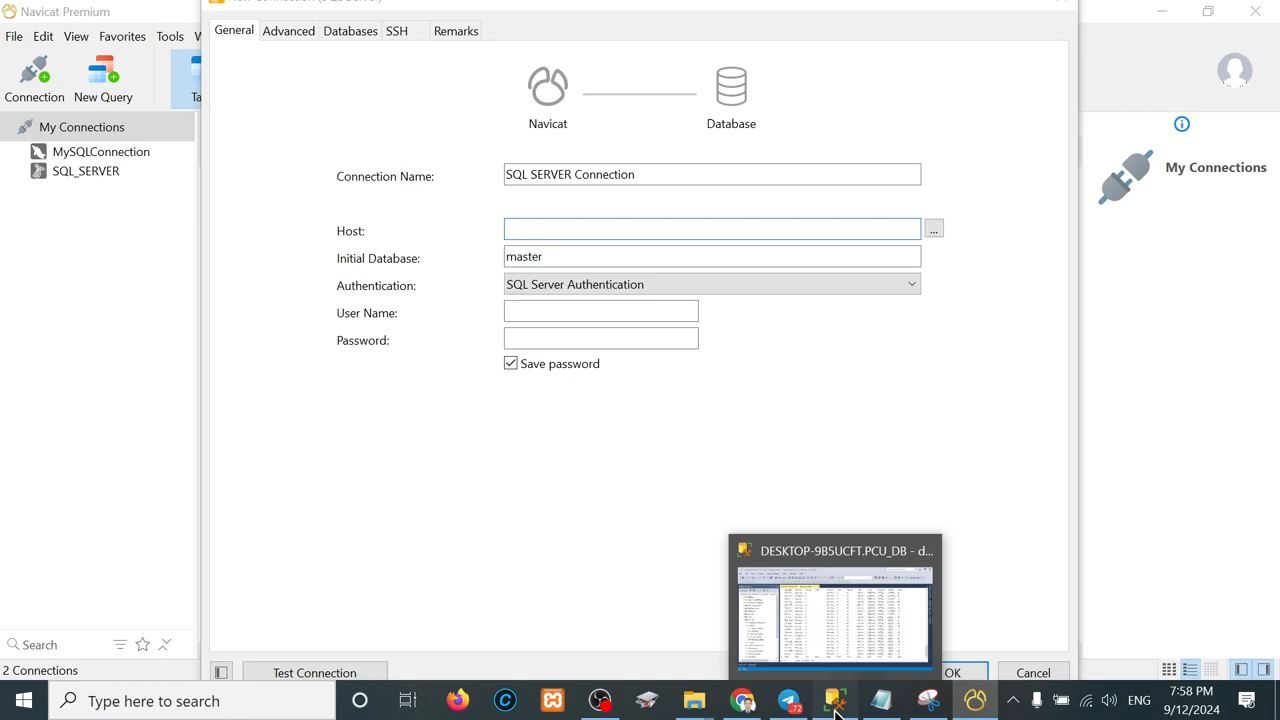 Navicat Premium
File Edit View Favorites Tools
Connection New Query
My Connections
MySQLConnection
SQL_SERVER
General Advanced Databases SSH Remarks
Navicat Database
Connection Name: SQL SERVER Connection
Host: ...
Initial Database: master
Authentication: SQL Server Authentication
User Name:
Password:
Save password
My Connections
DESKTOP-9B5UCFT.PCU_DB - d...
Search
2 Connections
Test Connection OK Cancel
Type here to search
72
ENG
7:58 PM
9/12/2024